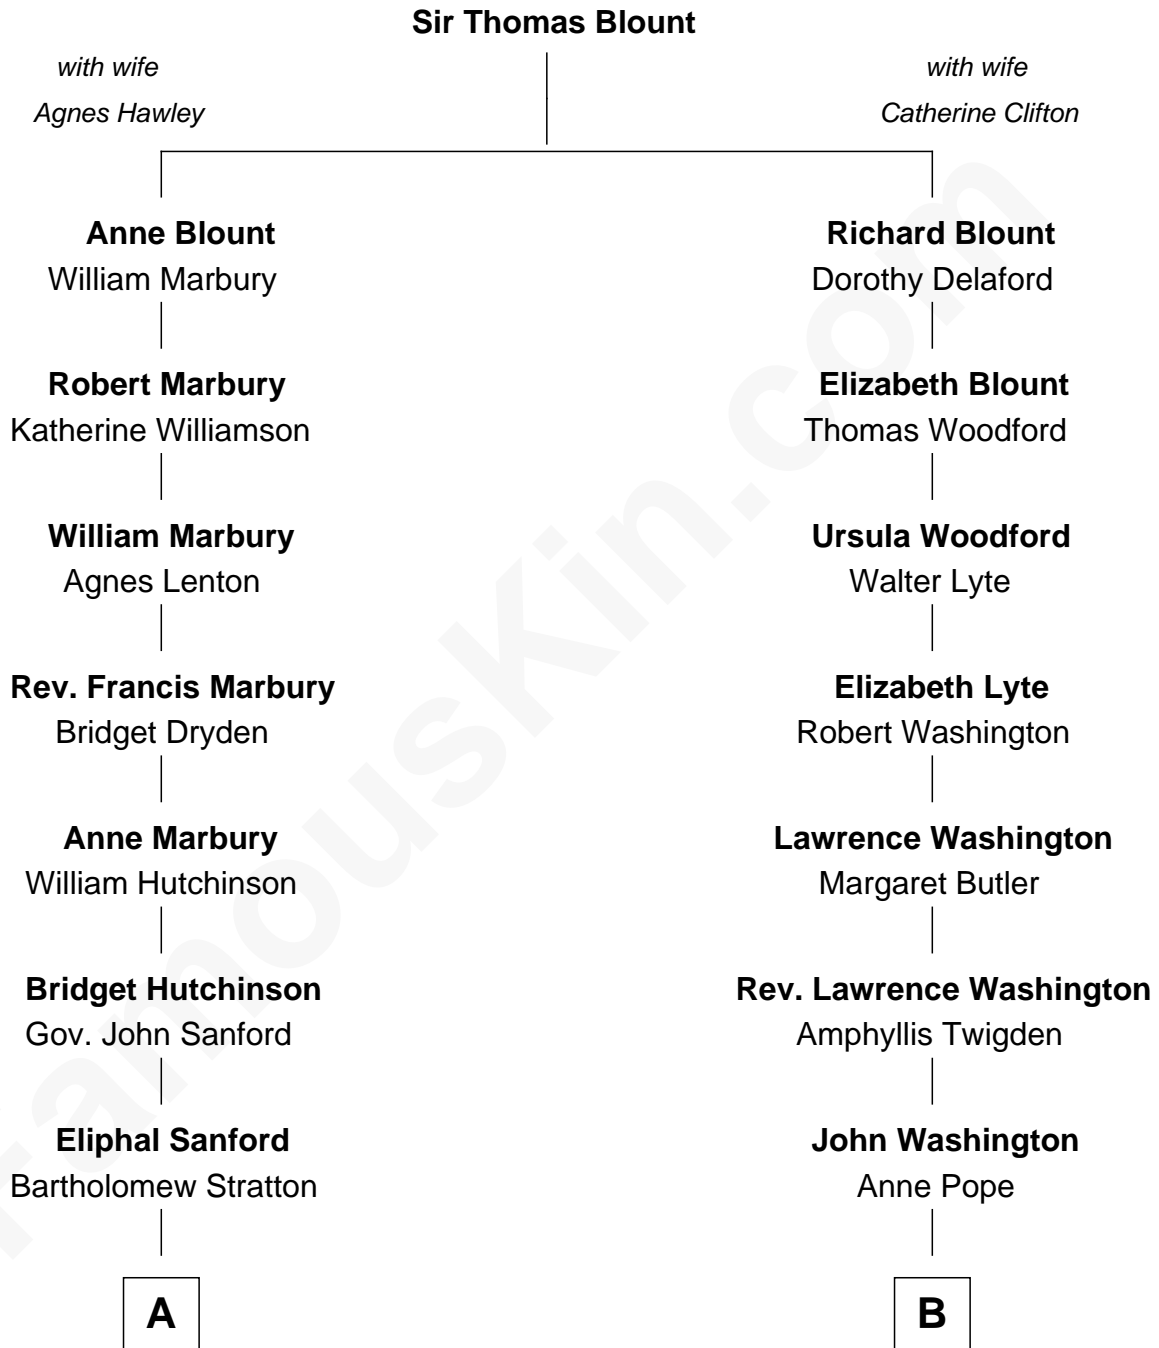 Sir Thomas Blount
with wife
Agnes Hawley
with wife
Catherine Clifton
Anne Blount
William Marbury
Richard Blount
Dorothy Delaford
Robert Marbury
Katherine Williamson
Elizabeth Blount
Thomas Woodford
William Marbury
Agnes Lenton
Ursula Woodford
Walter Lyte
Rev. Francis Marbury
Bridget Dryden
Elizabeth Lyte
Robert Washington
Anne Marbury
William Hutchinson
Lawrence Washington
Margaret Butler
Bridget Hutchinson
Gov. John Sanford
Rev. Lawrence Washington
Amphyllis Twigden
Eliphal Sanford
Bartholomew Stratton
John Washington
Anne Pope
A
B
FamousKin.com